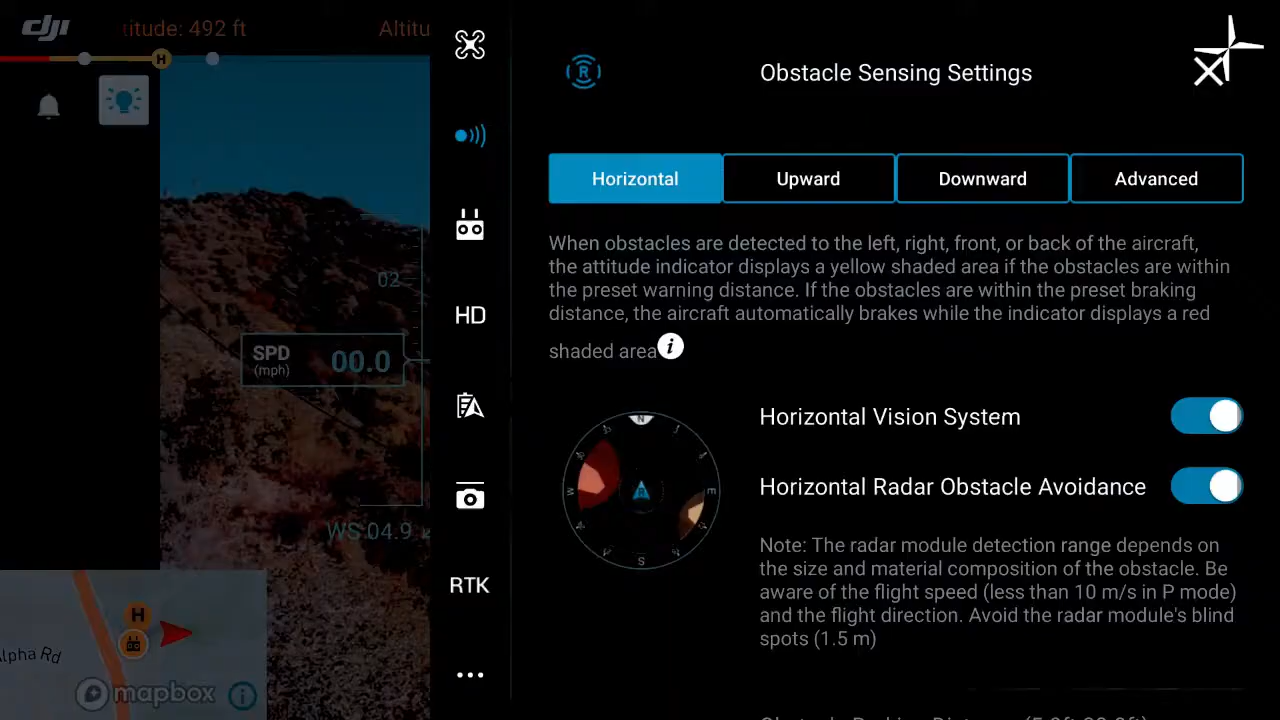 dji
titude: 492 ft
Altitu
H
Obstacle Sensing Settings
R
Horizontal
Upward
Downward
Advanced
When obstacles are detected to the left, right, front, or back of the aircraft,
the attitude indicator displays a yellow shaded area if the obstacles are within
the preset warning distance. If the obstacles are within the preset braking
distance, the aircraft automatically brakes while the indicator displays a red
shaded area i
02
HD
SPD
(mph)
00.0
Horizontal Vision System
N
W
E
S
Horizontal Radar Obstacle Avoidance
WS 04.9
Note: The radar module detection range depends on
the size and material composition of the obstacle. Be
aware of the flight speed (less than 10 m/s in P mode)
and the flight direction. Avoid the radar module's blind
spots (1.5 m)
RTK
H
Alpha Rd
mapbox
i